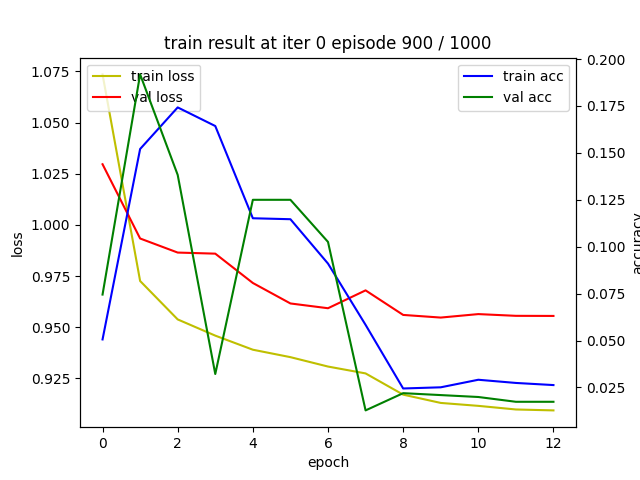 train result at iter 0 episode 900 / 1000
train loss
val loss
train acc
val acc
1.075
1.050
1.025
1.000
0.975
0.950
0.925
loss
0.200
0.175
0.150
0.125
0.100
0.075
0.050
0.025
accuracy
0 2 4 6 8 10 12
epoch